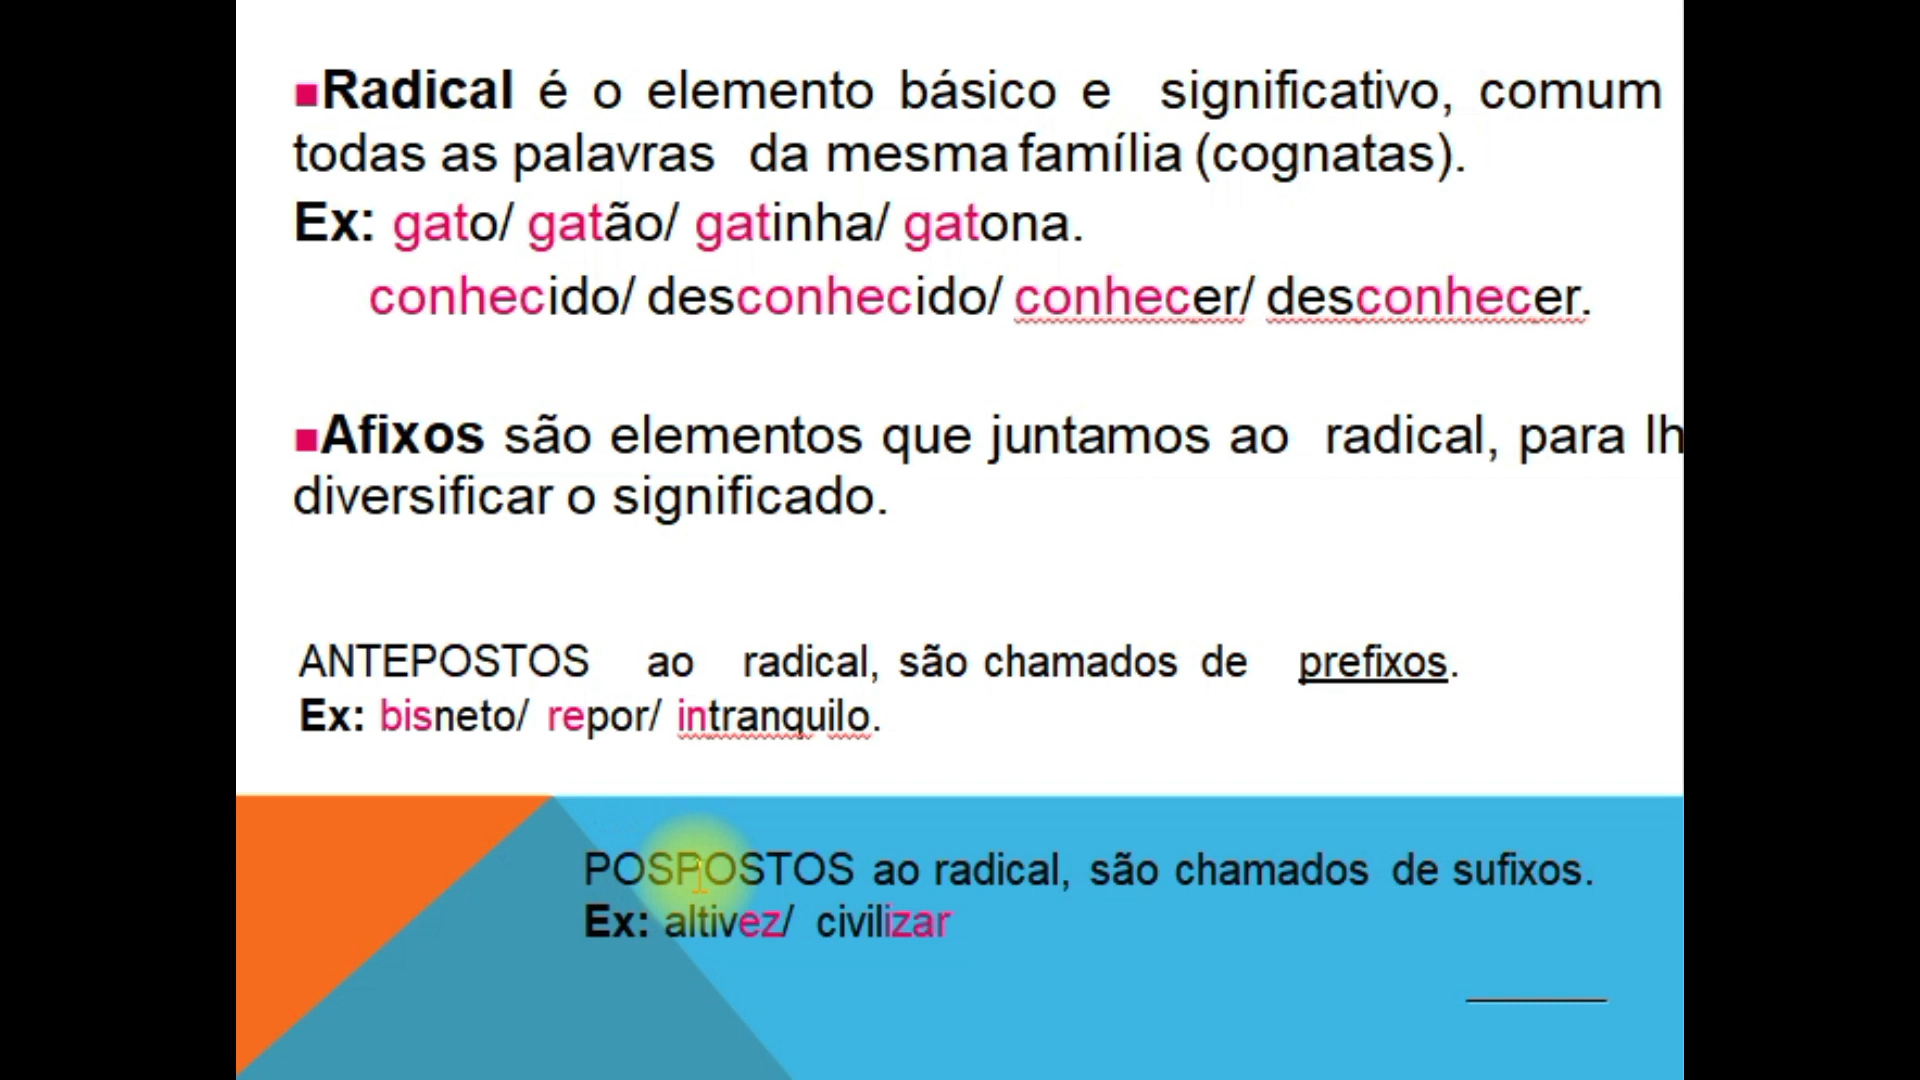 Radical é o elemento básico e significativo, comum
todas as palavras da mesma família (cognatas).
Ex: gato/ gatão/ gatinha/ gatona.
conhecido/ desconhecido/ conhecer/ desconhecer.
Afixos são elementos que juntamos ao radical, para lh
diversificar o significado.
ANTEPOSTOS ao radical, são chamados de prefixos.
Ex: bisneto/ repor/ intranquilo.
POSPOSTOS ao radical, são chamados de sufixos.
Ex: altivez/ civilizar